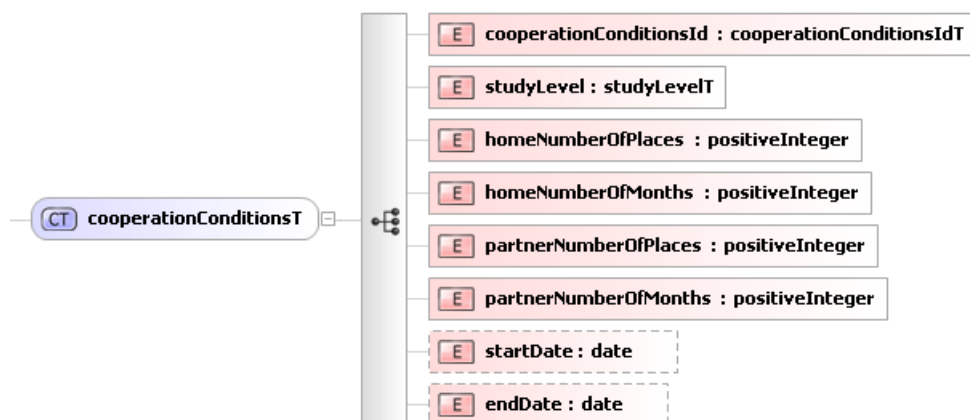 E cooperationConditionsId : cooperationConditionsIdT
E studyLevel : studyLevelT
E homeNumberOfPlaces : positiveInteger
E homeNumberOfMonths : positiveInteger
CT cooperationConditionsT
E partnerNumberOfPlaces : positiveInteger
E partnerNumberOfMonths : positiveInteger
E startDate : date
E endDate : date